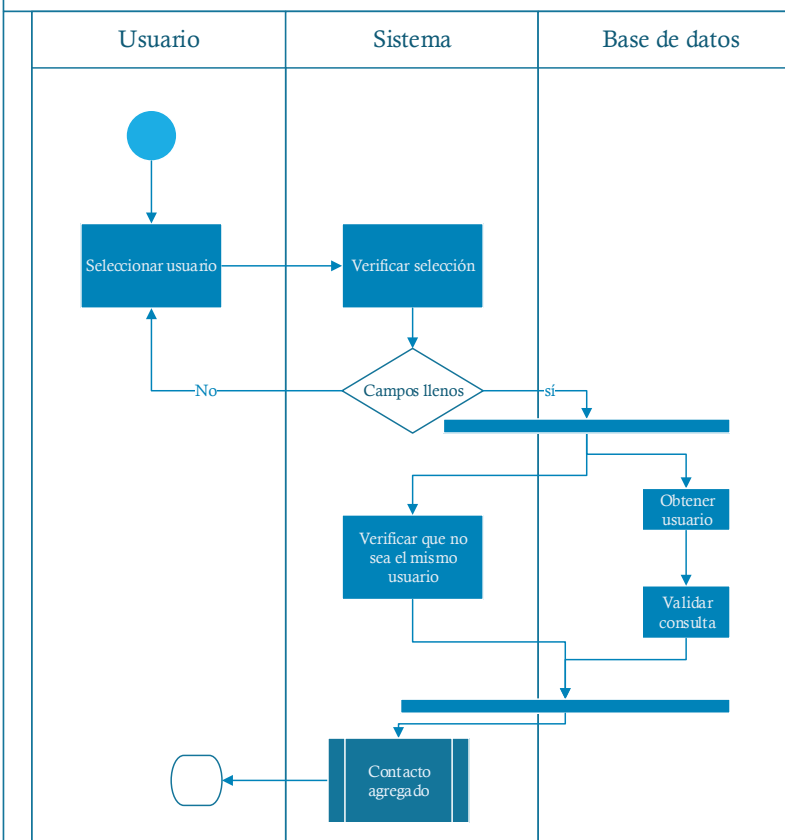 Usuario
Sistema
Base de datos
Seleccionar usuario
Verificar selección
Campos llenos
No
sí
Obtener
usuario
Verificar que no
sea el mismo
usuario
Validar
consulta
Contacto
agregado